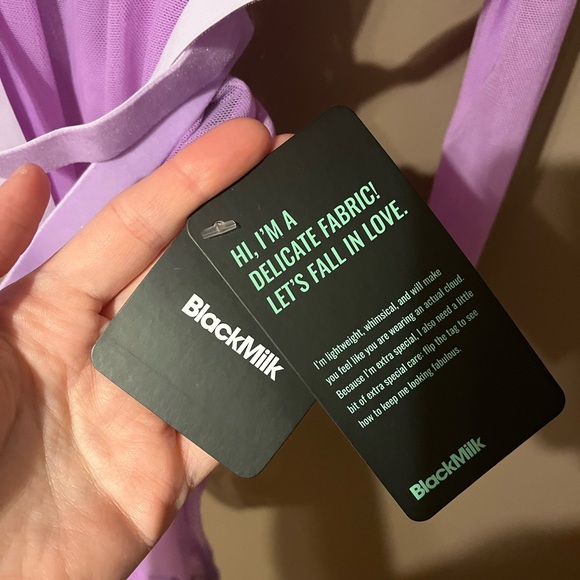 HI, I'M A
DELICATE FABRIC!
LET'S FALL IN LOVE.
I'm lightweight, whimsical, and will make
you feel like you are wearing an actual cloud.
Because I'm extra special, I also need a little
bit of extra special care: flip the tag to see
how to keep me looking fabulous.
BlackMilk
BlackMilk